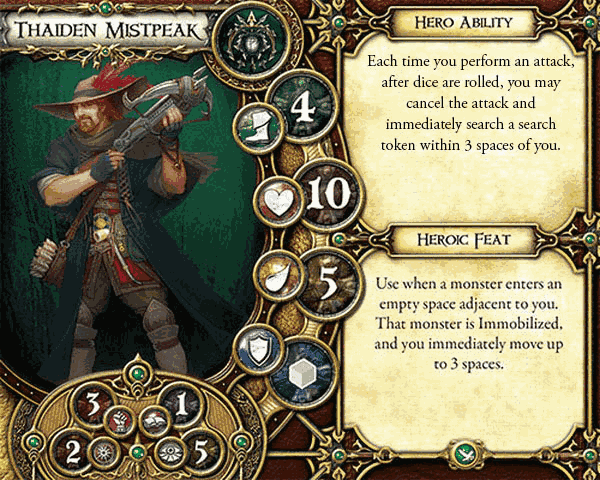 Thaiden Mistpeak
4
10
5
3
1
2
5
Hero Ability
Each time you perform an attack,
after dice are rolled, you may
cancel the attack and
immediately search a search
token within 3 spaces of you.
Heroic Feat
Use when a monster enters an
empty space adjacent to you.
That monster is Immobilized,
and you immediately move up
to 3 spaces.